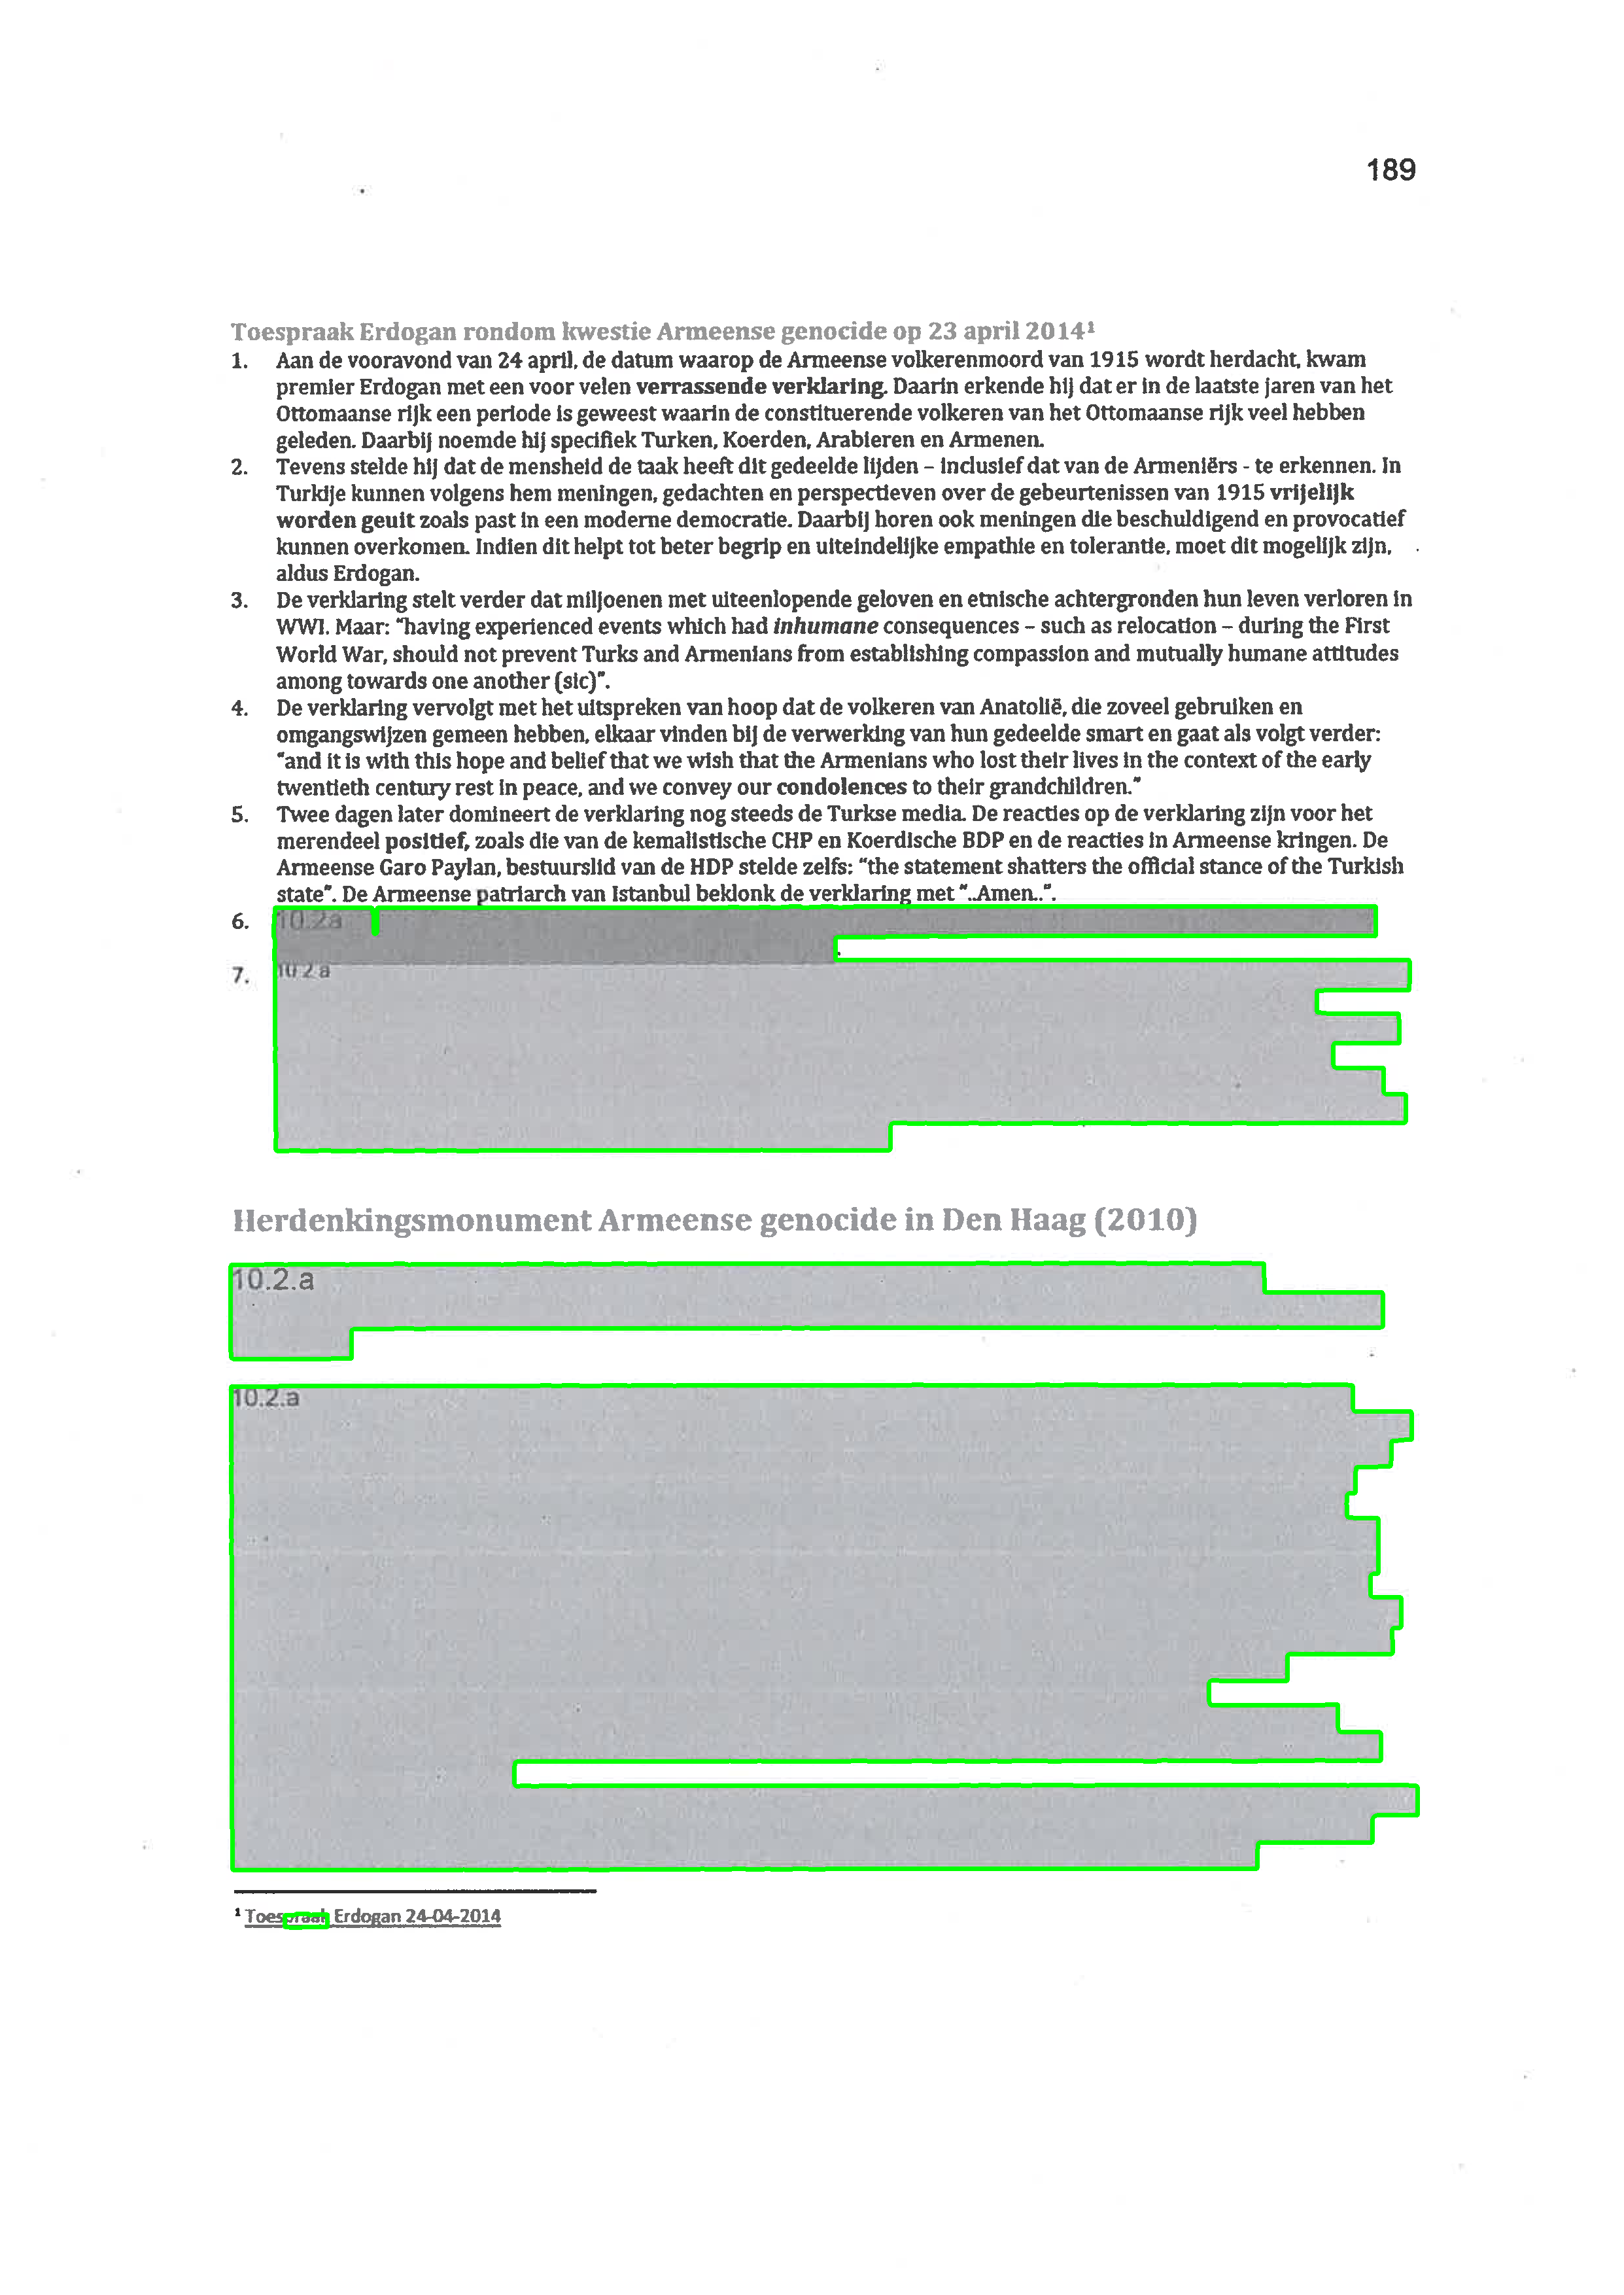 189
Toespraak Erdogan rondom kwestie Armeense genocide op 23 april 2014¹
1. Aan de vooravond van 24 april, de datum waarop de Armeense volkerenmoord van 1915 wordt herdacht, kwam
premier Erdogan met een voor velen verrassende verklaring. Daarin erkende hij dat er in de laatste jaren van het
Ottomaanse rijk een periode is geweest waarin de constituerende volkeren van het Ottomaanse rijk veel hebben
geleden. Daarbij noemde hij specifiek Turken, Koerden, Arabieren en Armenen.
2. Tevens stelde hij dat de mensheid de taak heeft dit gedeelde lijden – inclusief dat van de Armeniërs - te erkennen. In
Turkije kunnen volgens hem meningen, gedachten en perspectieven over de gebeurtenissen van 1915 vrijelijk
worden geuit zoals past in een moderne democratie. Daarbij horen ook meningen die beschuldigend en provocatief
kunnen overkomen. Indien dit helpt tot beter begrip en uiteindelijke empathie en tolerantie, moet dit mogelijk zijn,
aldus Erdogan.
3. De verklaring stelt verder dat miljoenen met uiteenlopende geloven en etnische achtergronden hun leven verloren in
WWI. Maar: "having experienced events which had inhumane consequences – such as relocation – during the First
World War, should not prevent Turks and Armenians from establishing compassion and mutually humane attitudes
among towards one another (sic)".
4. De verklaring vervolgt met het uitspreken van hoop dat de volkeren van Anatolië, die zoveel gebruiken en
omgangswijzen gemeen hebben, elkaar vinden bij de verwerking van hun gedeelde smart en gaat als volgt verder:
"and it is with this hope and belief that we wish that the Armenians who lost their lives in the context of the early
twentieth century rest in peace, and we convey our condolences to their grandchildren."
5. Twee dagen later domineert de verklaring nog steeds de Turkse media. De reacties op de verklaring zijn voor het
merendeel positief, zoals die van de kemalistische CHP en Koerdische BDP en de reacties in Armeense kringen. De
Armeense Garo Paylan, bestuurslid van de HDP stelde zelfs: "the statement shatters the official stance of the Turkish
state". De Armeense patriarch van Istanbul beklonk de verklaring met "..Amen..".
6. 10.2a
7. 10 2 a
Herdenkingsmonument Armeense genocide in Den Haag (2010)
10.2.a
10.2.a
¹ Toespraak Erdogan 24-04-2014